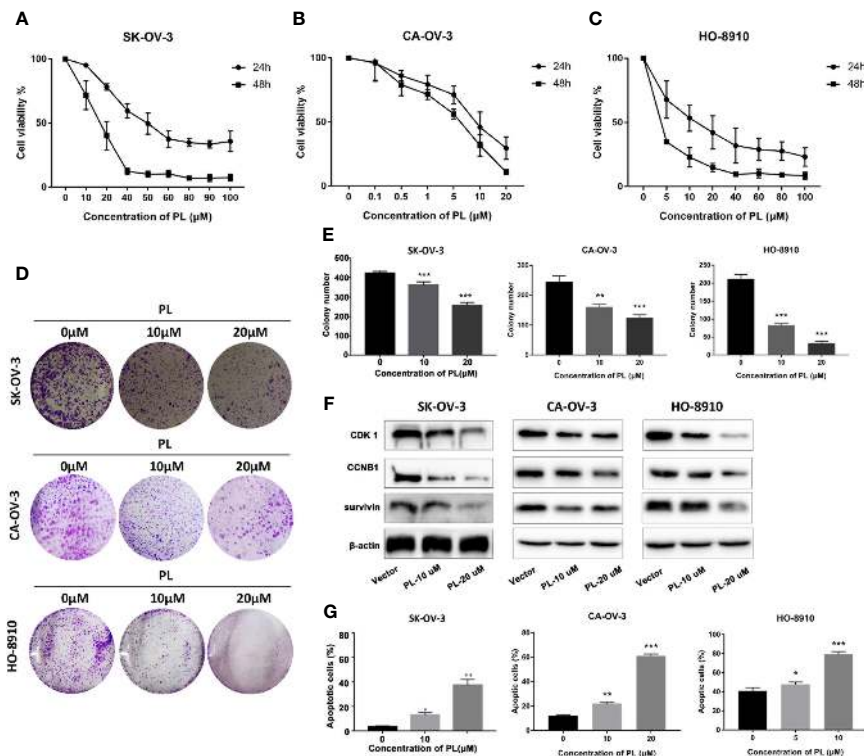 A
SK-OV-3
Cell viability %
100
50
0
24h
48h
0 10 20 40 50 60 80 90 100
Concentration of PL (µM)
B
CA-OV-3
Cell viability %
100
50
0
24h
48h
0 0.1 0.5 1 5 10 20
Concentration of PL (µM)
C
HO-8910
Cell viability %
100
50
0
24h
48h
0 5 10 20 40 60 80 100
Concentration of PL (µM)
D
PL
0µM 10µM 20µM
SK-OV-3
PL
0µM 10µM 20µM
CA-OV-3
PL
0µM 10µM 20µM
HO-8910
E
SK-OV-3
Colony number
500
400
300
200
100
0
***
***
0 10 20
Concentration of PL(µM)
CA-OV-3
Colony number
300
200
100
0
**
***
0 10 20
Concentration of PL (µM)
HO-8910
Colony number
250
200
150
100
50
0
***
***
0 10 20
Concentration of PL (µM)
F
SK-OV-3 CA-OV-3 HO-8910
CDK 1
CCNB1
survivin
β-actin
Vector PL-10 uM PL-20 uM Vector PL-10 uM PL-20 uM Vector PL-10 uM PL-20 uM
G
SK-OV-3
Apoptotic cells (%)
80
60
40
20
0
*
**
0 10
Concentration of PL(µM)
CA-OV-3
Apoptic cells (%)
80
60
40
20
0
**
***
0 10 20
Concentration of PL (µM)
HO-8910
Apoptic cells (%)
100
80
60
40
20
0
*
***
0 5 10
Concentration of PL (µM)